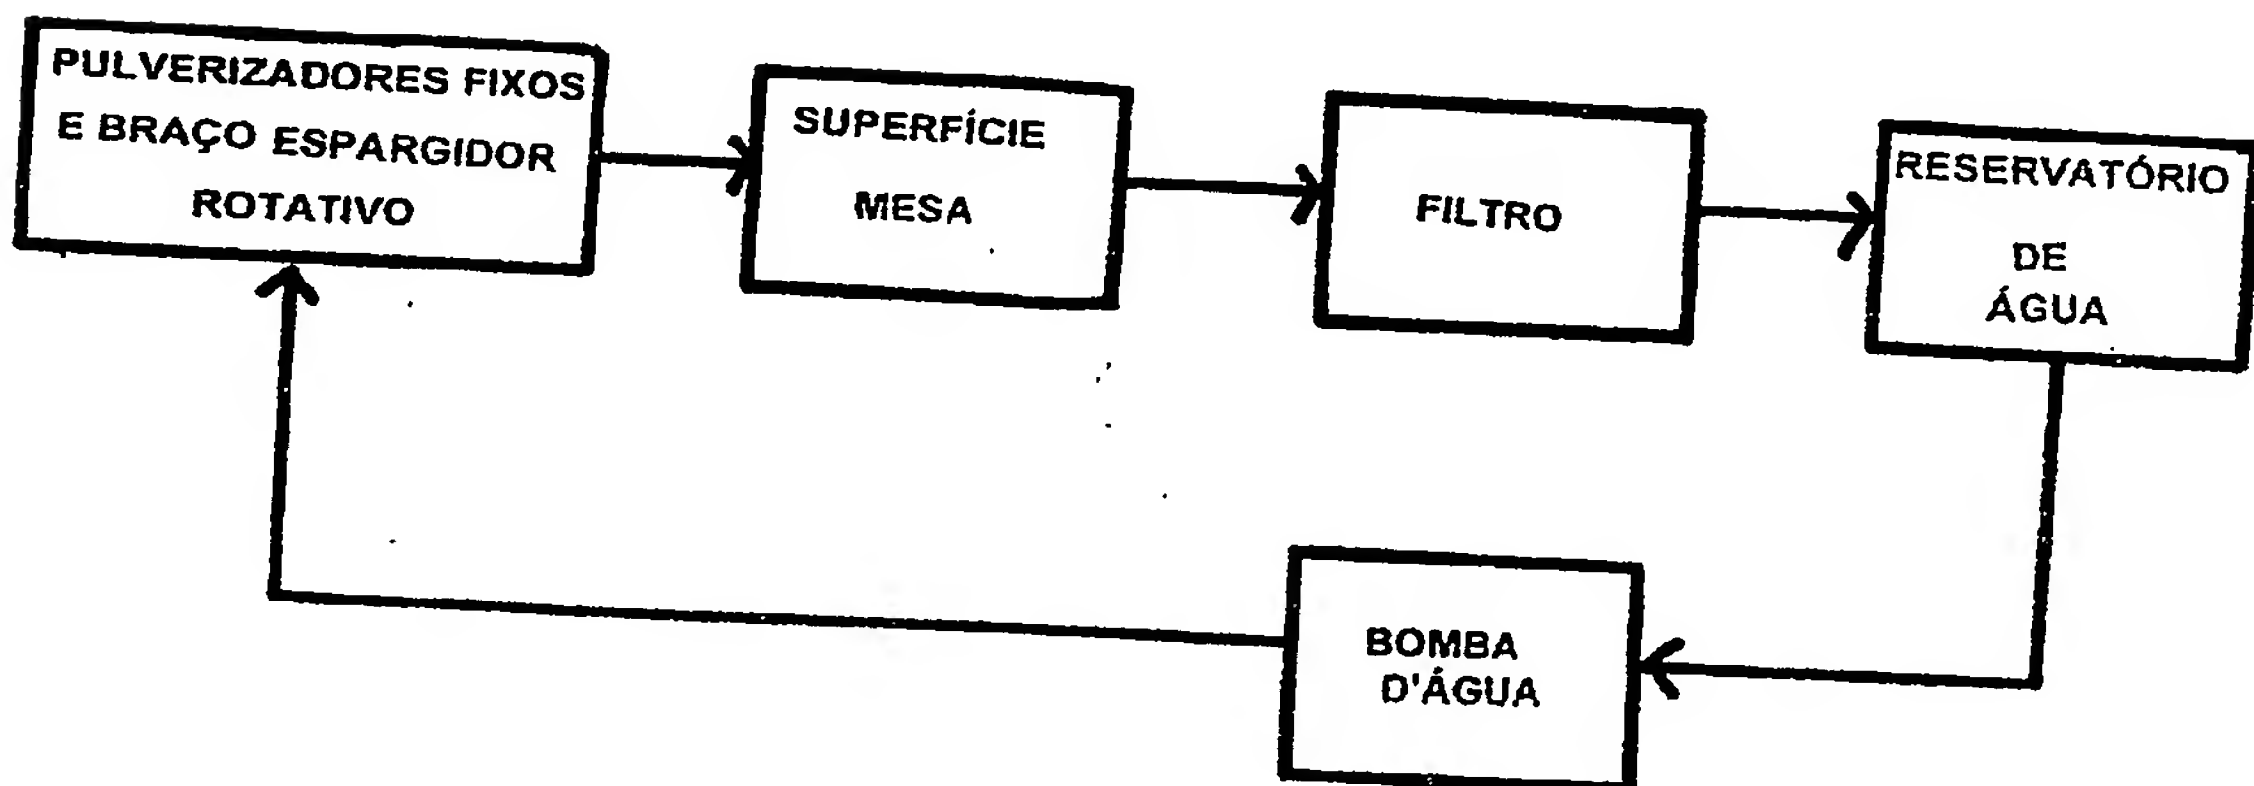 PULVERIZADORES FIXOS
E BRAÇO ESPARGIDOR
ROTATIVO
SUPERFÍCIE
MESA
FILTRO
RESERVATÓRIO
DE
ÁGUA
BOMBA
D'ÁGUA